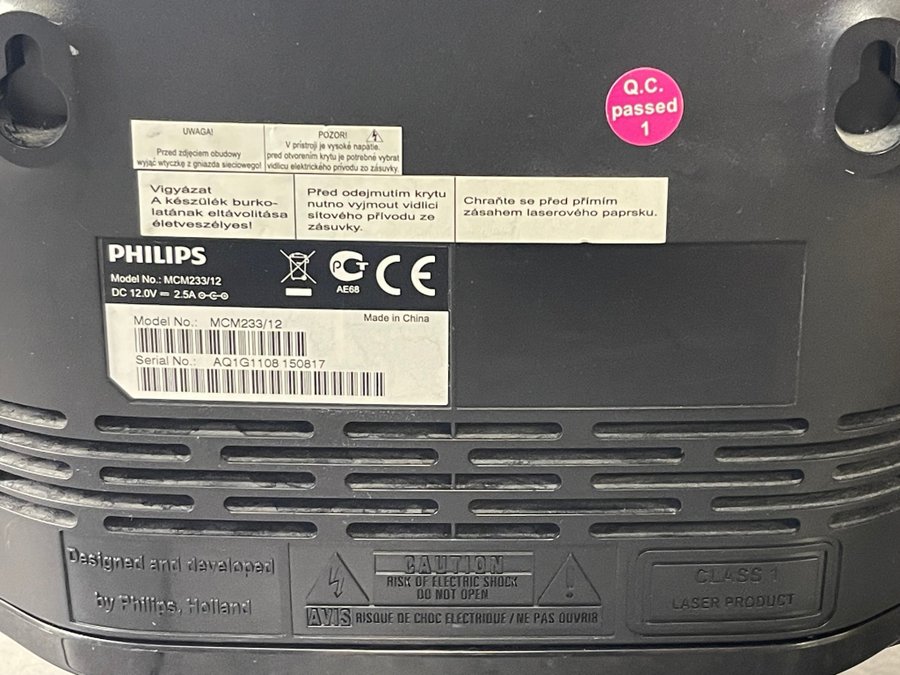 Q.C.
passed
1
UWAGA!
Przed zdjęciem obudowy
wyjąć wtyczkę z gniazda sieciowego!
POZOR!
V prístroji je vysoké napätie.
pred otvorením krytu je potrebné vybrat
vidlicu elektrického prívodu zo zásuvky.
Vigyázat
A készülék burko-
latának eltávolitása
életveszélyes!
Před odejmutím krytu
nutno vyjmout vidlici
síťového přívodu ze
zásuvky.
Chraňte se před přímím
zásahem laserového paprsku.
PHILIPS
Model No.: MCM233/12
DC 12.0V 2.5A
PCT
AE68
CE
Model No.: MCM233/12
Made in China
Serial No.: AQ1G1108 150817
Designed and developed
by Philips, Holland
CAUTION
RISK OF ELECTRIC SHOCK
DO NOT OPEN
AVIS RISQUE DE CHOC ELECTRIQUE / NE PAS OUVRIR
CLASS 1
LASER PRODUCT